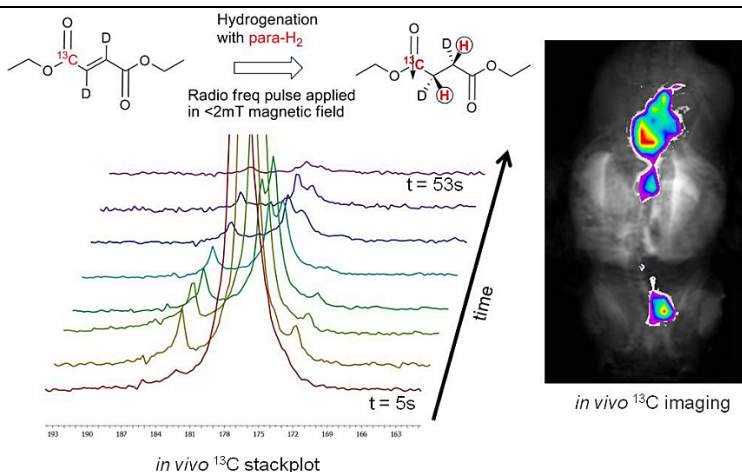 Hydrogenation
with para-H2
Radio freq pulse applied
in <2mT magnetic field
O
13C
D
O
D
O
O
O
13C
D
H
O
D
H
O
O
t = 53s
time
t = 5s
193 190 187 184 181 178 175 172 169 166 163
in vivo 13C stackplot
in vivo 13C imaging